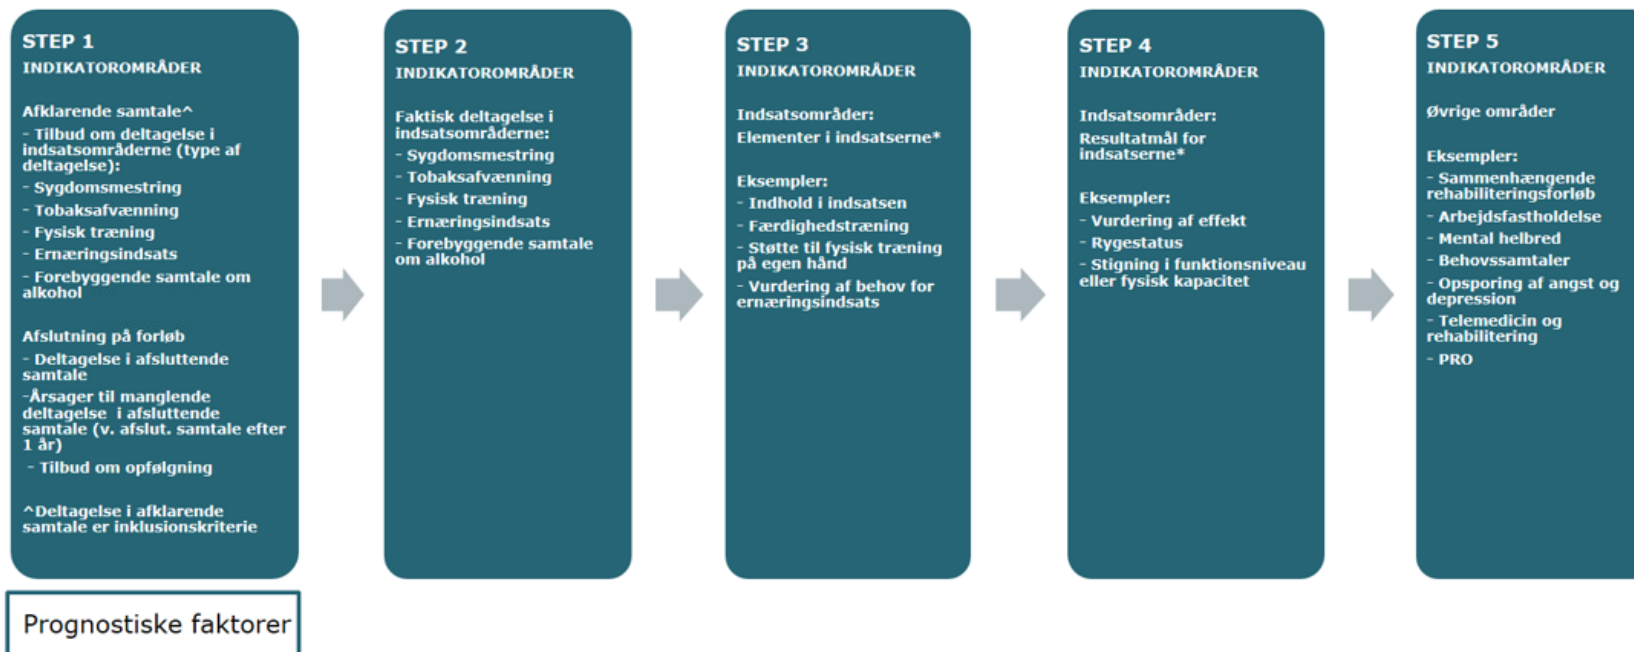 STEP 1
INDIKATOROMRÅDER
Afklarende samtale^
- Tilbud om deltagelse i
indsatsområderne (type af
deltagelse):
- Sygdomsmestring
- Tobaksafvænning
- Fysisk træning
- Ernæringsindsats
- Forebyggende samtale om
alkohol
Afslutning på forløb
- Deltagelse i afsluttende
samtale
-Årsager til manglende
deltagelse i afsluttende
samtale (v. afslut. samtale efter
1 år)
- Tilbud om opfølgning
^Deltagelse i afklarende
samtale er inklusionskriterie
Prognostiske faktorer
STEP 2
INDIKATOROMRÅDER
Faktisk deltagelse i
indsatsområderne:
- Sygdomsmestring
- Tobaksafvænning
- Fysisk træning
- Ernæringsindsats
- Forebyggende samtale
om alkohol
STEP 3
INDIKATOROMRÅDER
Indsatsområder:
Elementer i indsatserne*
Eksempler:
- Indhold i indsatsen
- Færdighedstræning
- Støtte til fysisk træning
på egen hånd
- Vurdering af behov for
ernæringsindsats
STEP 4
INDIKATOROMRÅDER
Indsatsområder:
Resultatmål for
indsatserne*
Eksempler:
- Vurdering af effekt
- Rygestatus
- Stigning i funktionsniveau
eller fysisk kapacitet
STEP 5
INDIKATOROMRÅDER
Øvrige områder
Eksempler:
- Sammenhængende
rehabiliteringsforløb
- Arbejdsfastholdelse
- Mental helbred
- Behovssamtaler
- Opsporing af angst og
depression
- Telemedicin og
rehabilitering
- PRO